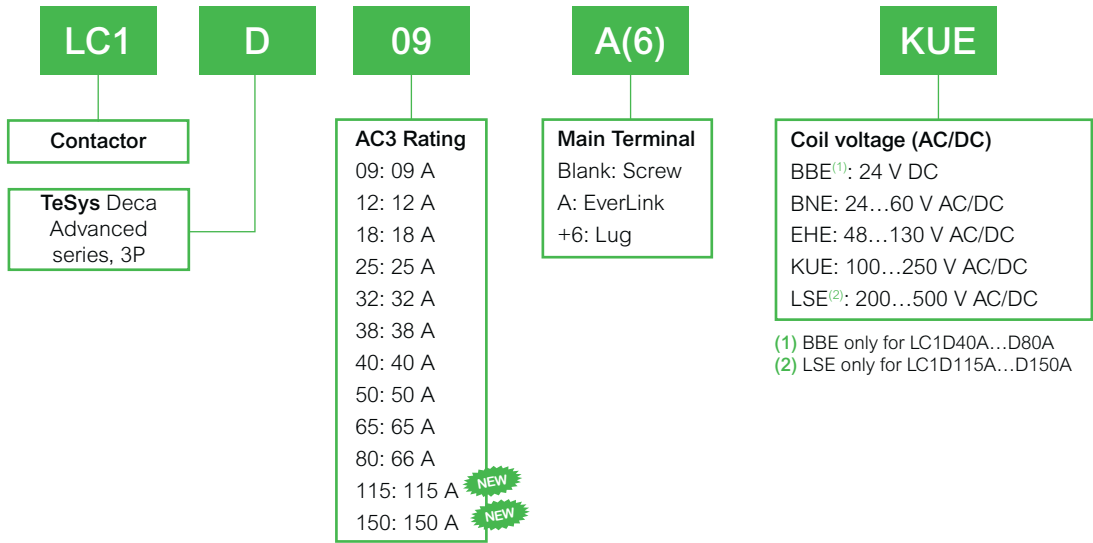 LC1
D
09
A(6)
KUE
Contactor
TeSys Deca
Advanced
series, 3P
AC3 Rating
09: 09 A
12: 12 A
18: 18 A
25: 25 A
32: 32 A
38: 38 A
40: 40 A
50: 50 A
65: 65 A
80: 66 A
115: 115 A NEW
150: 150 A NEW
Main Terminal
Blank: Screw
A: EverLink
+6: Lug
Coil voltage (AC/DC)
BBE(1): 24 V DC
BNE: 24…60 V AC/DC
EHE: 48…130 V AC/DC
KUE: 100…250 V AC/DC
LSE(2): 200…500 V AC/DC
(1) BBE only for LC1D40A…D80A
(2) LSE only for LC1D115A…D150A